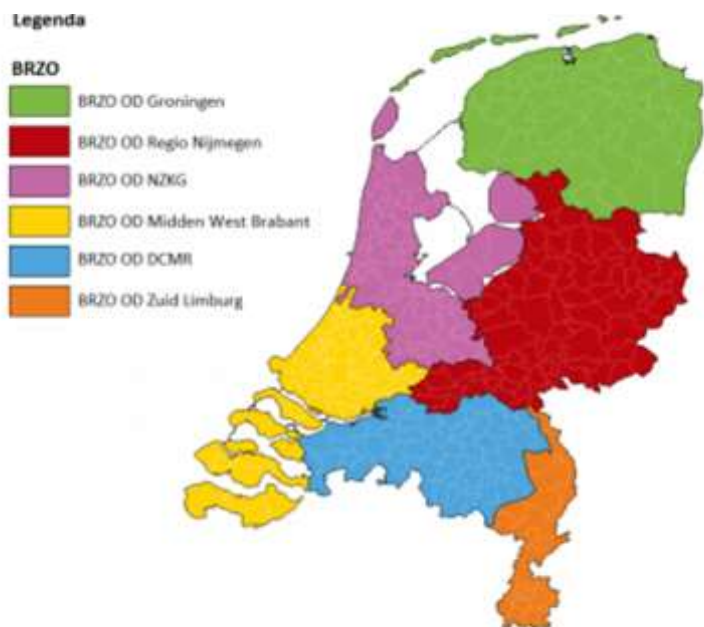 Legenda
BRZO
BRZO OD Groningen
BRZO OD Regio Nijmegen
BRZO OD NZKG
BRZO OD Midden West Brabant
BRZO OD DCMR
BRZO OD Zuid Limburg